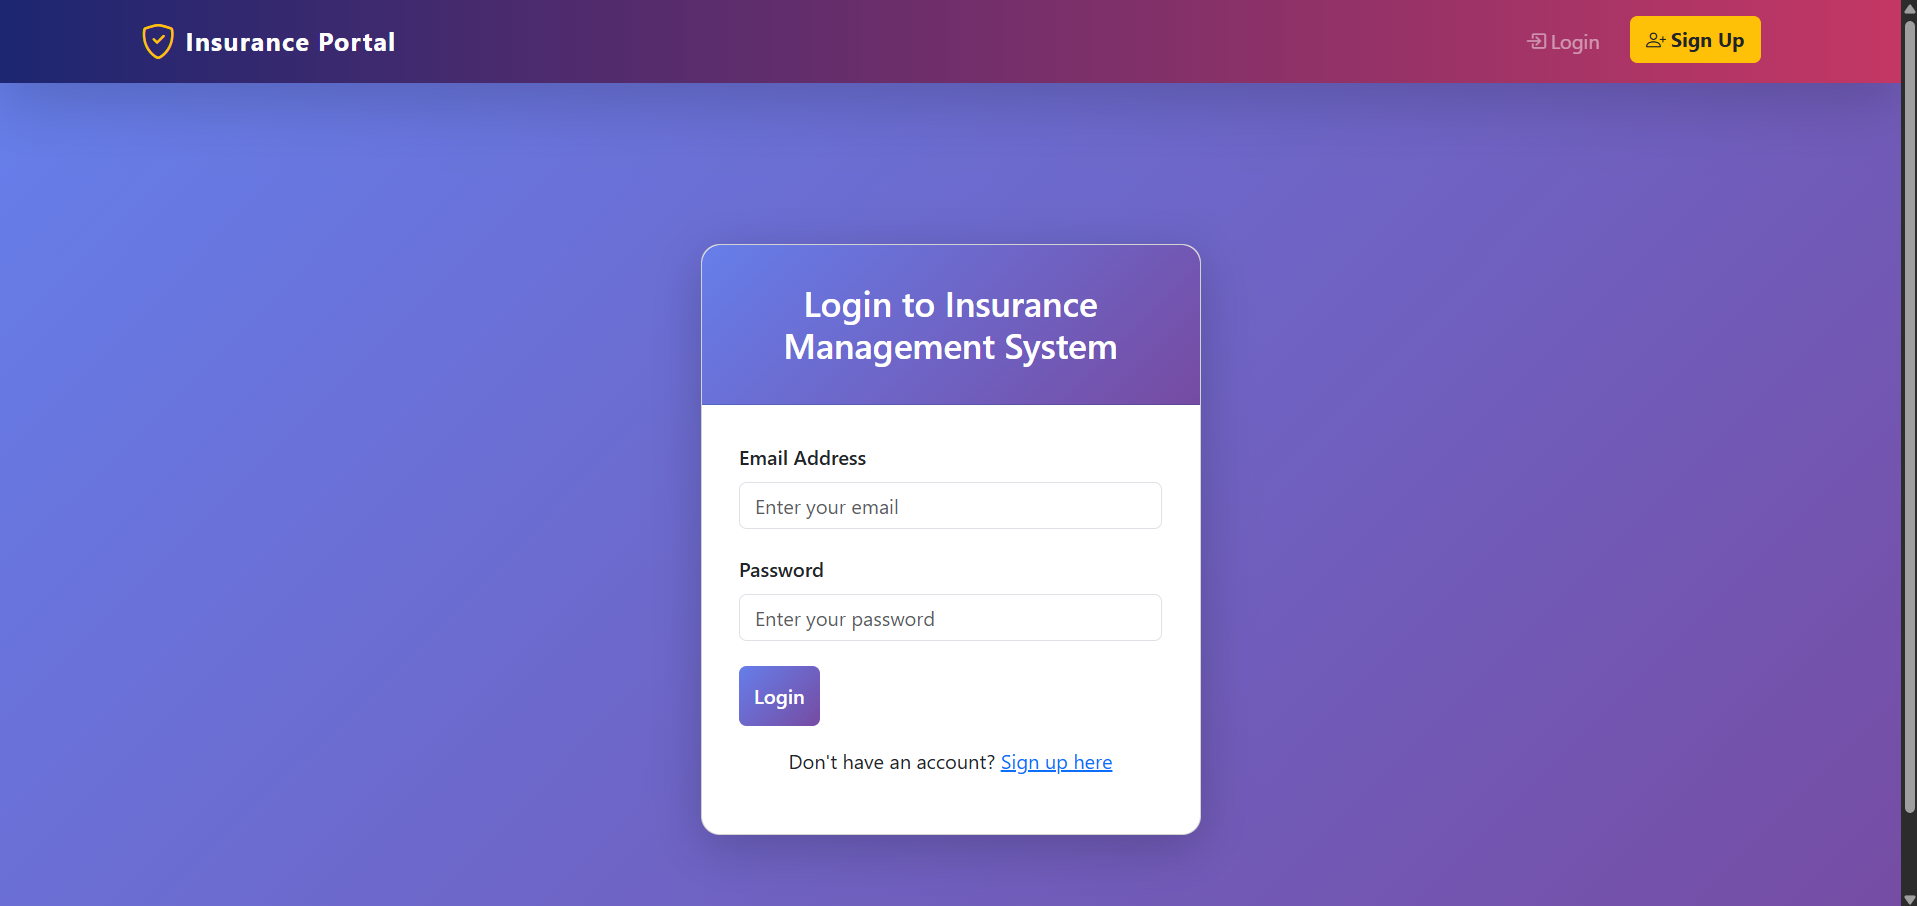 Insurance Portal
Login
Sign Up
Login to Insurance
Management System
Email Address
Enter your email
Password
Enter your password
Login
Don't have an account? Sign up here